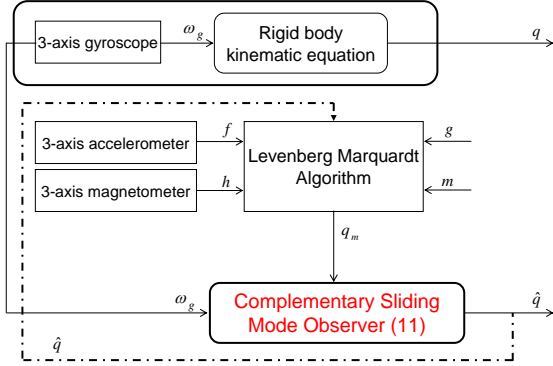 3-axis gyroscope
ω_g
Rigid body
kinematic equation
q
3-axis accelerometer
f
Levenberg Marquardt
Algorithm
g
3-axis magnetometer
h
m
q_m
ω_g
Complementary Sliding
Mode Observer (11)
q̂
q̂